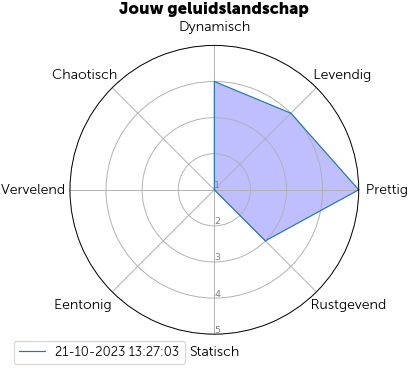 Jouw geluidslandschap
Dynamisch
Chaotisch
Levendig
Vervelend
Prettig
1
2
3
4
5
Eentonig
Rustgevend
21-10-2023 13:27:03
Statisch